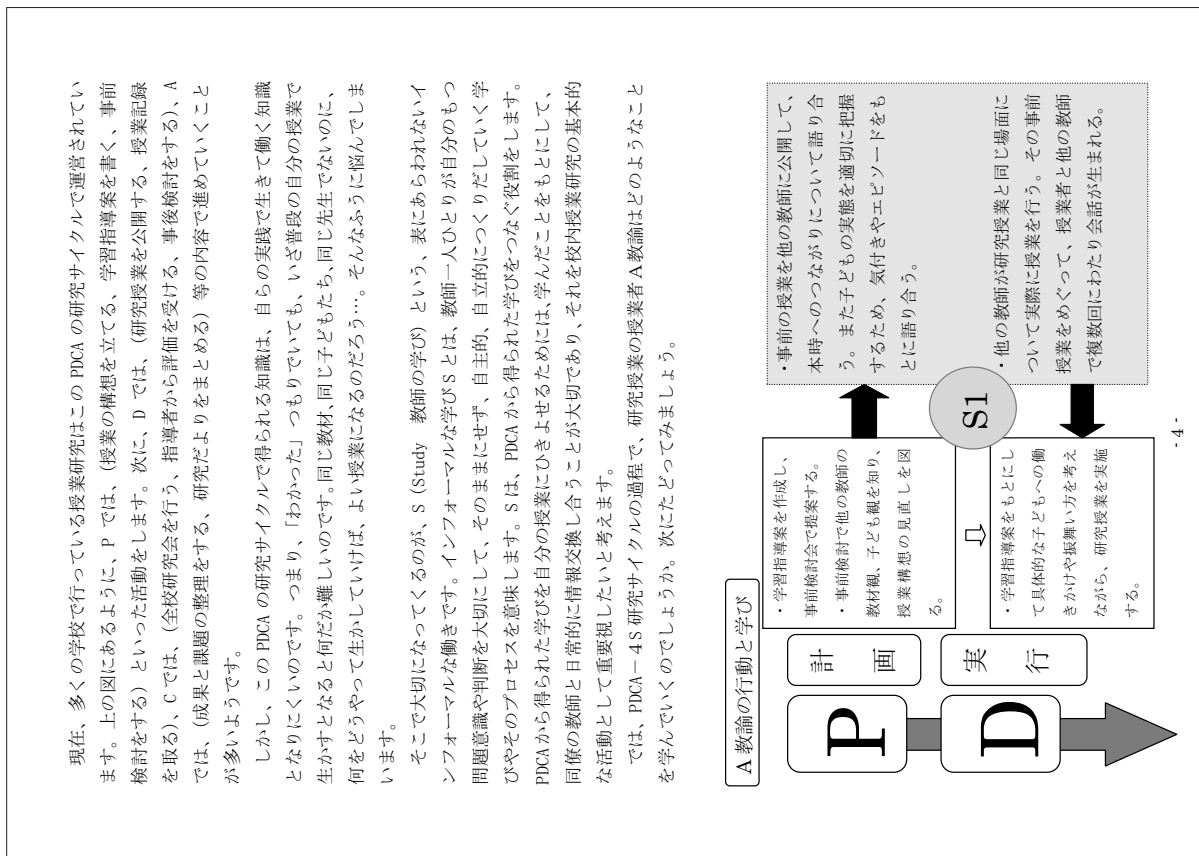 現在、多くの学校で行っている授業研究はこの PDCA の研究サイクルで運営されてい
ます。上の図にあるように、P では、(授業の構想を立てる、学習指導案を書く、事前
検討をする）といった活動をします。次に、D では、(研究授業を公開する、授業記録
を取る)、C では、(全校研究会を行う、指導者から評価を受ける、事後検討をする)、A
では、(成果と課題の整理をする、研究だよりをまとめる）等の内容で進めていくこと
が多いようです。
しかし、この PDCA の研究サイクルで得られる知識は、自らの実践で生きて働く知識
となりにくいのです。つまり、「わかった」つもりでいても、いざ普段の自分の授業で
生かすとなると何だか難しいのです。同じ教材、同じ子どもたち、同じ先生でないのに、
何をどうやって生かしていけば、よい授業になるのだろう…。そんなふうに悩んでしま
います。
そこで大切になってくるのが、S（Study　教師の学び）という、表にあらわれないイ
ンフォーマルな働きです。インフォーマルな学びＳとは、教師一人ひとりが自分のもつ
問題意識や判断を大切にして、そのままにせず、自主的、自立的につくりだしていく学
びやそのプロセスを意味します。S は、PDCA から得られた学びをつなぐ役割をします。
PDCA から得られた学びを自分の授業にひきよせるためには、学んだことをもとにして、
同僚の教師と日常的に情報交換し合うことが大切であり、それを校内授業研究の基本的
な活動として重要視したいと考えます。
では、PDCA－４S 研究サイクルの過程で、研究授業の授業者Ａ教諭はどのようなこと
を学んでいくのでしょうか。次にたどってみましょう。
A 教諭の行動と学び
P
計
画
・学習指導案を作成し、
事前検討会で提案する。
・事前検討で他の教師の
教材観、子ども観を知り、
授業構想の見直しを図
る。
⇩
D
実
行
・学習指導案をもとにし
て具体的な子どもへの働
きかけや振舞い方を考え
ながら、研究授業を実施
する。
S1
・事前の授業を他の教師に公開して、
本時へのつながりについて語り合
う。また子どもの実態を適切に把握
するため、気付きやエピソードをも
とに語り合う。
・他の教師が研究授業と同じ場面に
ついて実際に授業を行う。その事前
授業をめぐって、授業者と他の教師
で複数回にわたり会話が生まれる。
- 4 -